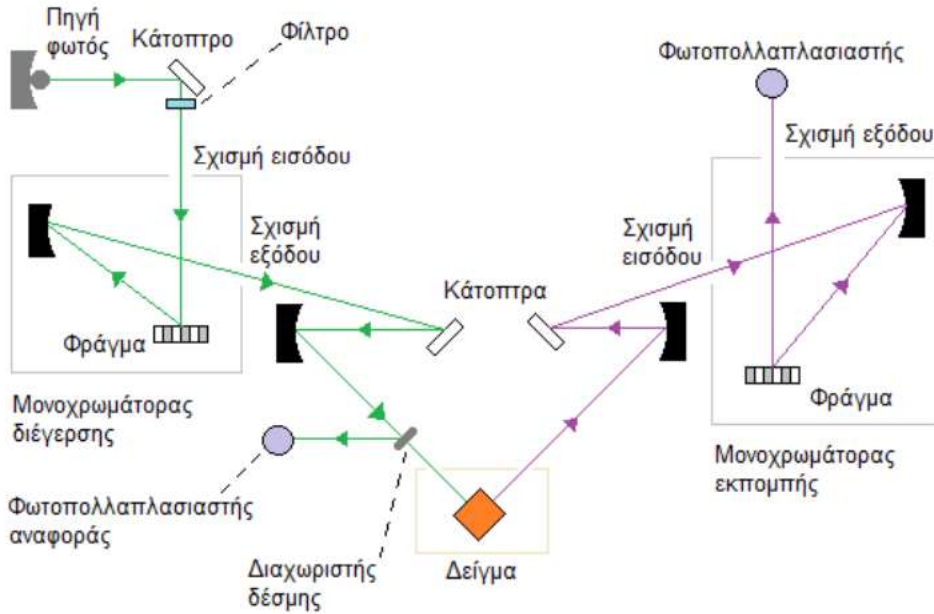 Πηγή
φωτός
Κάτοπτρο
Φίλτρο
Φωτοπολλαπλασιαστής
Σχισμή εισόδου
Σχισμή εξόδου
Σχισμή
εξόδου
Σχισμή
εισόδου
Κάτοπτρα
Φράγμα
Φράγμα
Μονοχρωμάτορας
διέγερσης
Μονοχρωμάτορας
εκπομπής
Φωτοπολλαπλασιαστής
αναφοράς
Διαχωριστής
δέσμης
Δείγμα